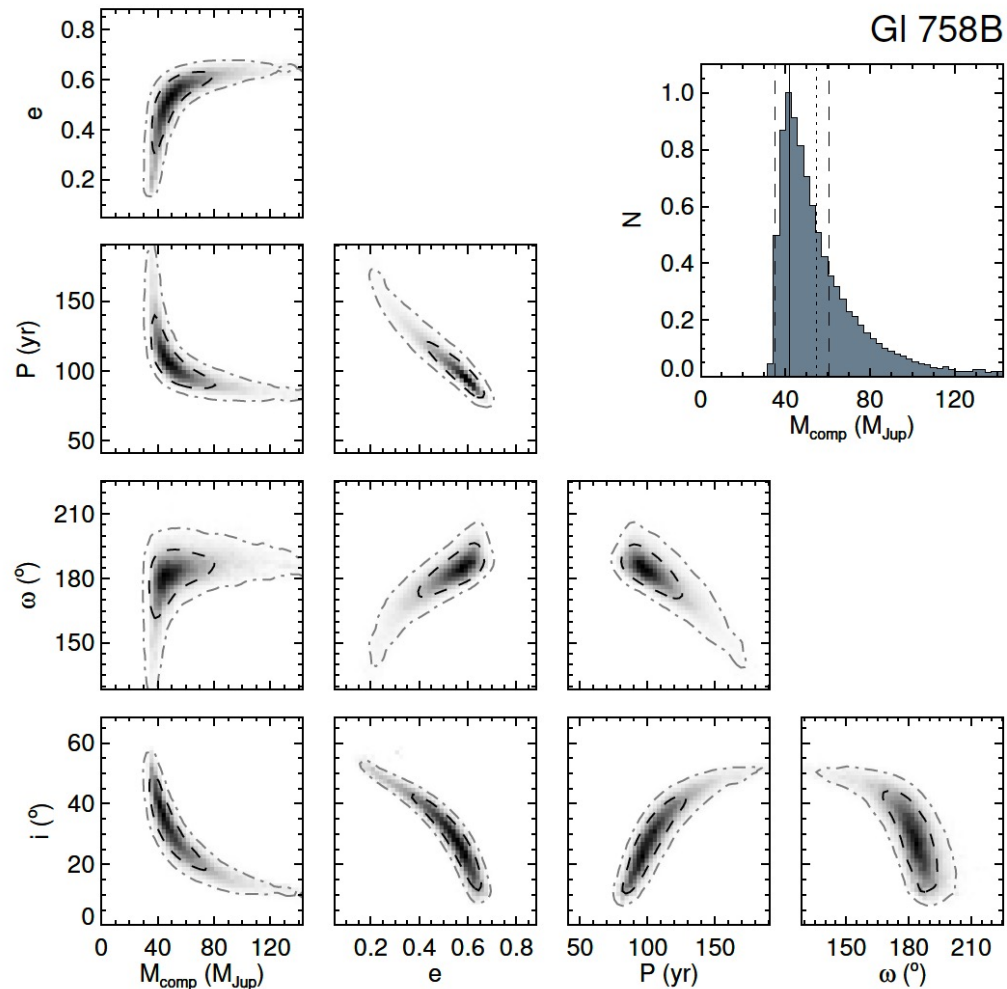 Gl 758B
0.8
0.6
0.4
0.2
e
1.0
0.8
0.6
0.4
0.2
0.0
N
0 40 80 120
M_comp (M_Jup)
150
100
50
P (yr)
210
180
150
ω (°)
60
40
20
0
i (°)
0 40 80 120
M_comp (M_Jup)
0.2 0.4 0.6 0.8
e
50 100 150
P (yr)
150 180 210
ω (°)